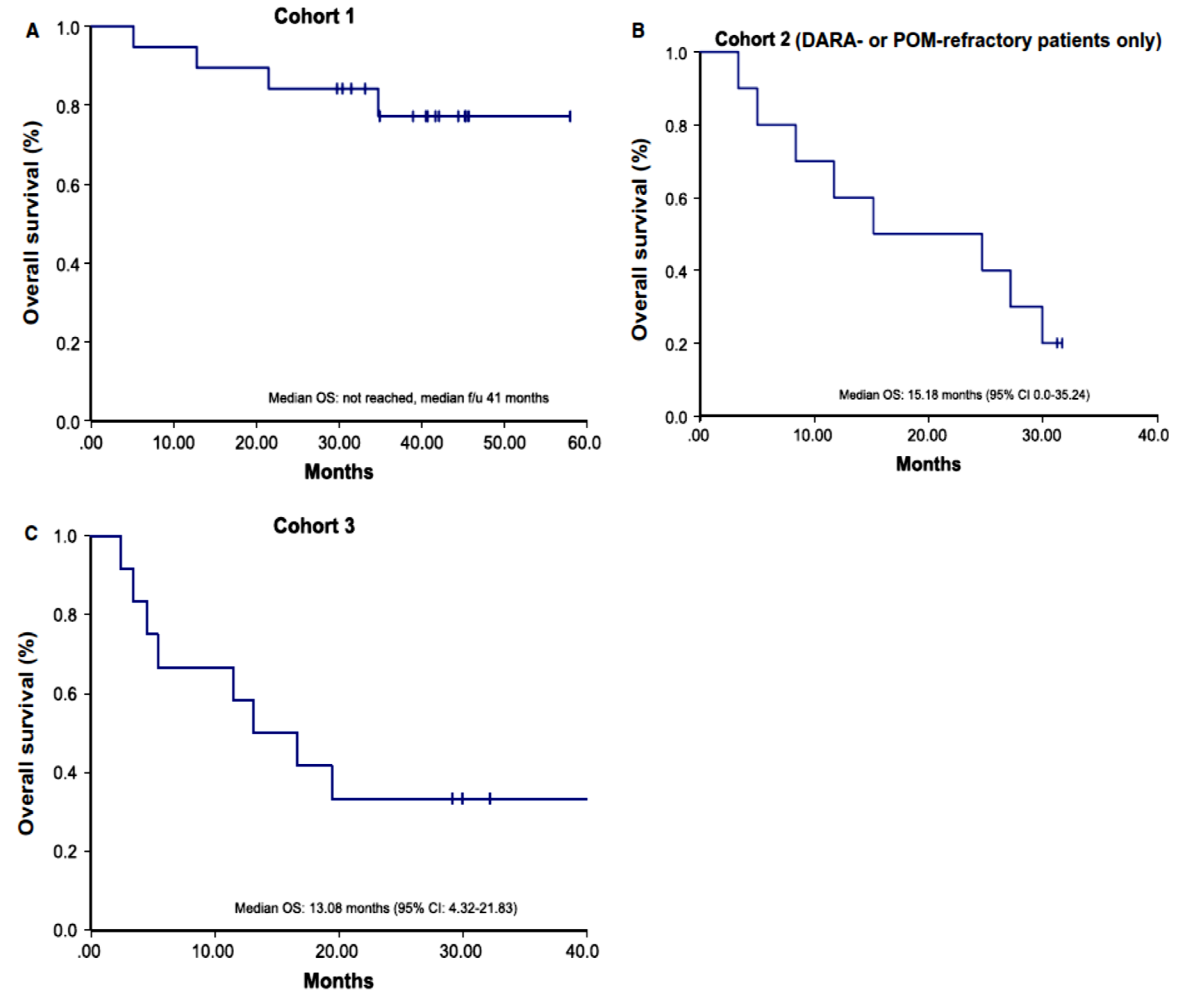 A
Cohort 1
Overall survival (%)
1.0
0.8
0.6
0.4
0.2
0.0
Median OS: not reached, median f/u 41 months
.00 10.00 20.00 30.00 40.00 50.00 60.0
Months
B
Cohort 2 (DARA- or POM-refractory patients only)
Overall survival (%)
1.0
0.8
0.6
0.4
0.2
0.0
Median OS: 15.18 months (95% CI 0.0-35.24)
.00 10.00 20.00 30.00 40.0
Months
C
Cohort 3
Overall survival (%)
1.0
0.8
0.6
0.4
0.2
0.0
Median OS: 13.08 months (95% CI: 4.32-21.83)
.00 10.00 20.00 30.00 40.0
Months